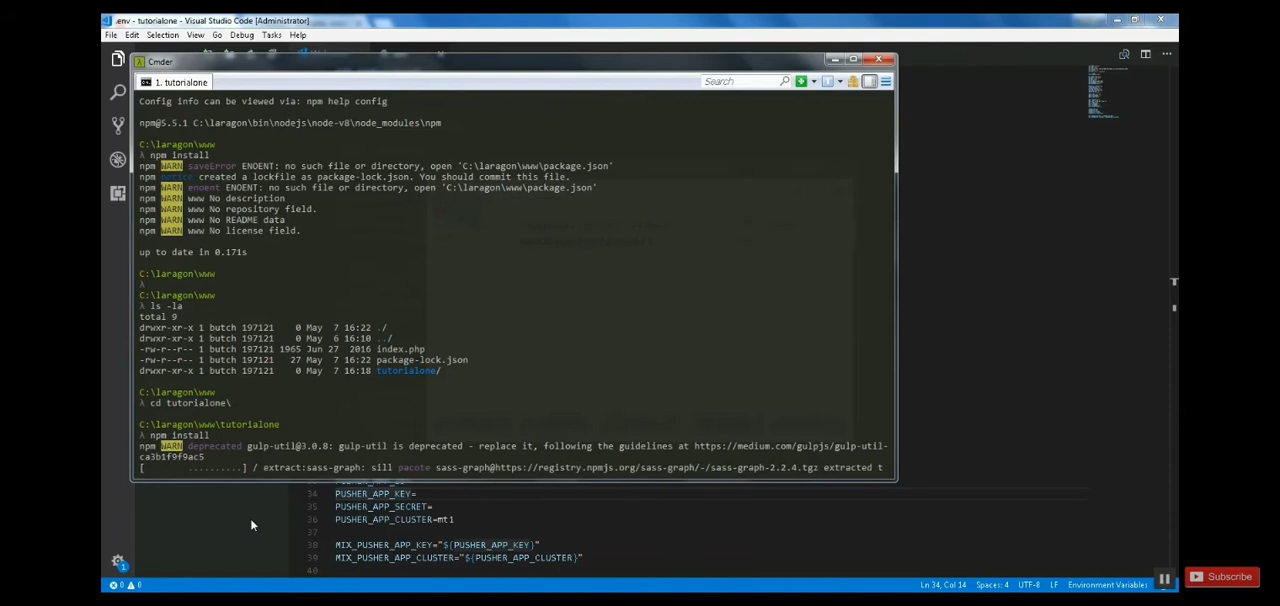 .env - tutorialone - Visual Studio Code [Administrator]
File Edit Selection View Go Debug Tasks Help
Cmder
1. tutorialone
Search
Config info can be viewed via: npm help config
npm@5.5.1 C:\laragon\bin\nodejs\node-v8\node_modules\npm
C:\laragon\www
λ npm install
npm WARN saveError ENOENT: no such file or directory, open 'C:\laragon\www\package.json'
npm notice created a lockfile as package-lock.json. You should commit this file.
npm WARN enoent ENOENT: no such file or directory, open 'C:\laragon\www\package.json'
npm WARN www No description
npm WARN www No repository field.
npm WARN www No README data
npm WARN www No license field.
up to date in 0.171s
C:\laragon\www
λ
C:\laragon\www
λ ls -la
total 9
drwxr-xr-x 1 butch 197121 0 May 7 16:22 ./
drwxr-xr-x 1 butch 197121 0 May 6 16:10 ../
-rw-r--r-- 1 butch 197121 1965 Jun 27 2016 index.php
-rw-r--r-- 1 butch 197121 27 May 7 16:22 package-lock.json
drwxr-xr-x 1 butch 197121 0 May 7 16:18 tutorialone/
C:\laragon\www
λ cd tutorialone\
C:\laragon\www\tutorialone
λ npm install
npm WARN deprecated gulp-util@3.0.8: gulp-util is deprecated - replace it, following the guidelines at https://medium.com/gulpjs/gulp-util-
ca3b1f9f9ac5
[ ..........] / extract:sass-graph: sill pacote sass-graph@https://registry.npmjs.org/sass-graph/-/sass-graph-2.2.4.tgz extracted t
34 PUSHER_APP_KEY=
35 PUSHER_APP_SECRET=
36 PUSHER_APP_CLUSTER=mt1
37
38 MIX_PUSHER_APP_KEY="${PUSHER_APP_KEY}"
39 MIX_PUSHER_APP_CLUSTER="${PUSHER_APP_CLUSTER}"
40
1
0 0
Ln 34, Col 14 Spaces: 4 UTF-8 LF Environment Variables
Subscribe